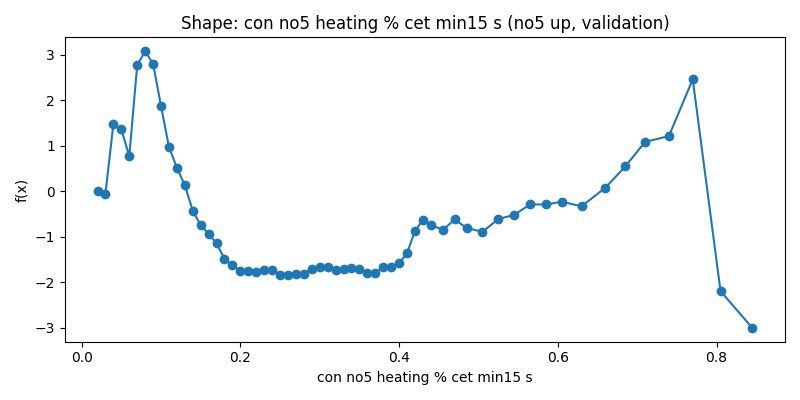 Shape: con no5 heating % cet min15 s (no5 up, validation)
f(x)
3
2
1
0
−1
−2
−3
0.0 0.2 0.4 0.6 0.8
con no5 heating % cet min15 s